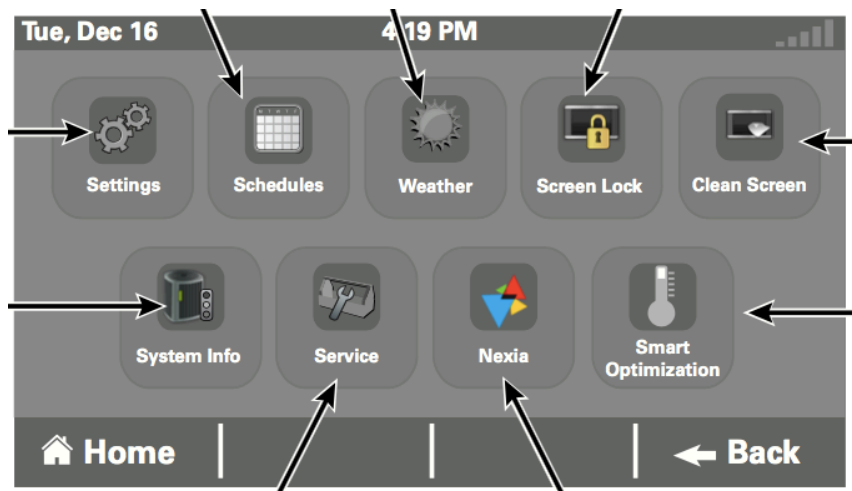 Tue, Dec 16 4:19 PM
Settings Schedules Weather Screen Lock Clean Screen
System Info Service Nexia Smart
Optimization
Home Back